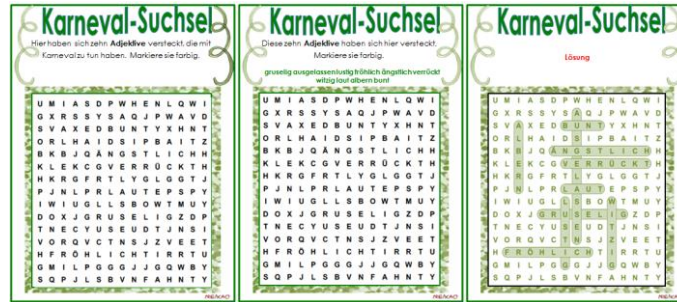 Karneval-Suchsel
Hier haben sich zehn Adjektive versteckt, die mit
Karneval zu tun haben. Markiere sie farbig.
U M I A S D P W H E N L Q W I
G X R S S Y S A Q J P W A V D
S V A X E D B U N T Y X H N T
O R L H A I D S I P B A I T Z
B K B J Q Ä N G S T L I C H H
K L E K C G V E R R Ü C K T H
H K R G F R T L Y G L G G T J
P J N L P R L A U T E P S P Y
I W I U G L L S B O W T M U Y
D O X J G R U S E L I G Z D P
T N E C Y U S E U D T J N S I
V O R Q V C T N S J Z V E E T
H F R Ö H L I C H T I R R T U
G M I L P G G G J J G Q W B Y
S Q P J L S B V N F A H N T Y
Karneval-Suchsel
Diese zehn Adjektive haben sich hier versteckt.
Markiere sie farbig.
gruselig ausgelassen lustig fröhlich ängstlich verrückt
witzig laut albern bunt
U M I A S D P W H E N L Q W I
G X R S S Y S A Q J P W A V D
S V A X E D B U N T Y X H N T
O R L H A I D S I P B A I T Z
B K B J Q Ä N G S T L I C H H
K L E K C G V E R R Ü C K T H
H K R G F R T L Y G L G G T J
P J N L P R L A U T E P S P Y
I W I U G L L S B O W T M U Y
D O X J G R U S E L I G Z D P
T N E C Y U S E U D T J N S I
V O R Q V C T N S J Z V E E T
H F R Ö H L I C H T I R R T U
G M I L P G G G J J G Q W B Y
S Q P J L S B V N F A H N T Y
Karneval-Suchsel
Lösung
U M I A S D P W H E N L Q W I
G X R S S Y S A Q J P W A V D
S V A X E D B U N T Y X H N T
O R L H A I D S I P B A I T Z
B K B J Q Ä N G S T L I C H H
K L E K C G V E R R Ü C K T H
H K R G F R T L Y G L G G T J
P J N L P R L A U T E P S P Y
I W I U G L L S B O W T M U Y
D O X J G R U S E L I G Z D P
T N E C Y U S E U D T J N S I
V O R Q V C T N S J Z V E E T
H F R Ö H L I C H T I R R T U
G M I L P G G G J J G Q W B Y
S Q P J L S B V N F A H N T Y